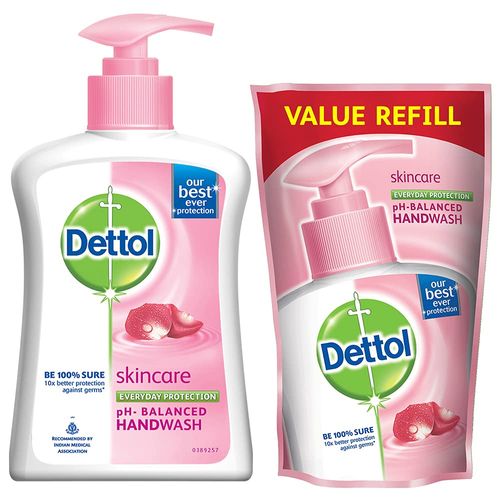 our
best
ever
protection
Dettol
BE 100% SURE
10x better protection
against germs*
RECOMMENDED BY
INDIAN MEDICAL
ASSOCIATION
skincare
EVERYDAY PROTECTION
pH- BALANCED
HANDWASH
0389257
VALUE REFILL
skincare
EVERYDAY PROTECTION
pH-BALANCED
HANDWASH
our
best
ever
protection
Dettol
BE 100% SURE
10x better protection
against germs*